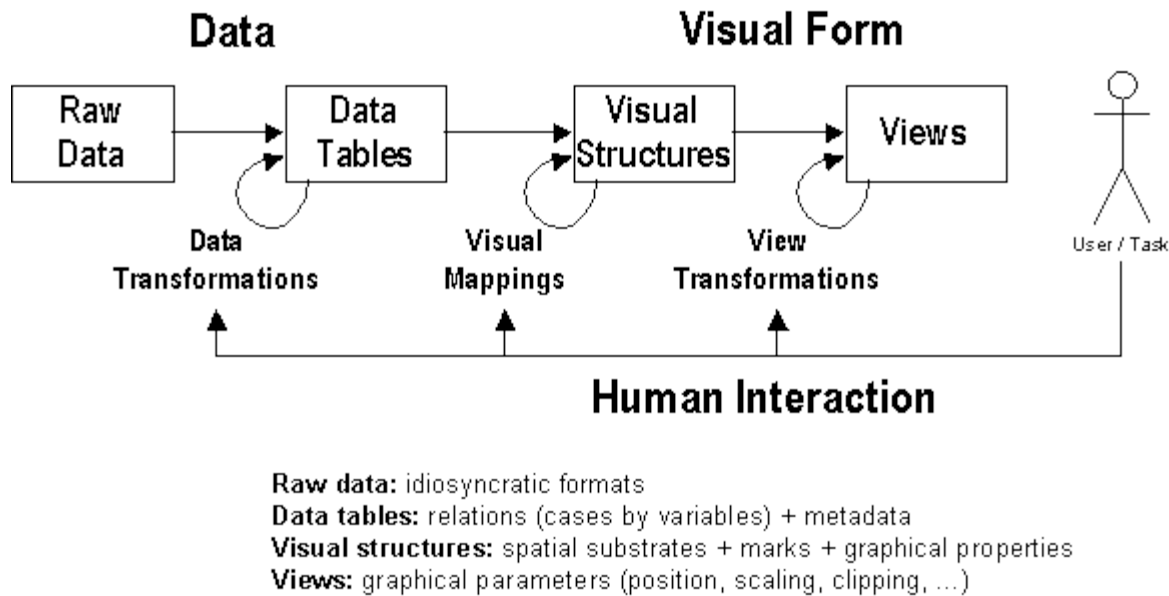 Data
Visual Form
Raw
Data
Data
Tables
Visual
Structures
Views
User / Task
Data
Transformations
Visual
Mappings
View
Transformations
Human Interaction
Raw data: idiosyncratic formats
Data tables: relations (cases by variables) + metadata
Visual structures: spatial substrates + marks + graphical properties
Views: graphical parameters (position, scaling, clipping, ...)